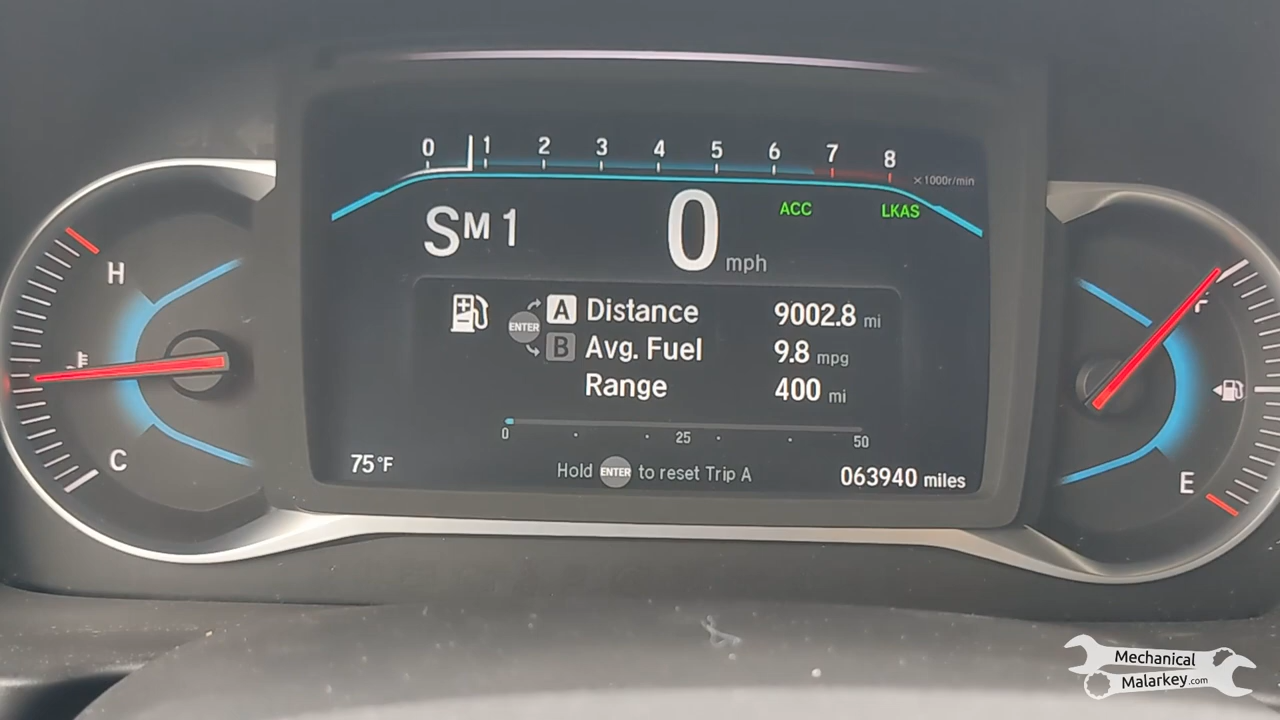 0 1 2 3 4 5 6 7 8
×1000r/min
SM 1 0 mph ACC LKAS
H
F
A Distance 9002.8 mi
ENTER
B Avg. Fuel 9.8 mpg
Range 400 mi
0 25 50
C
E
75°F
Hold ENTER to reset Trip A
063940 miles
Mechanical
Malarkey.com